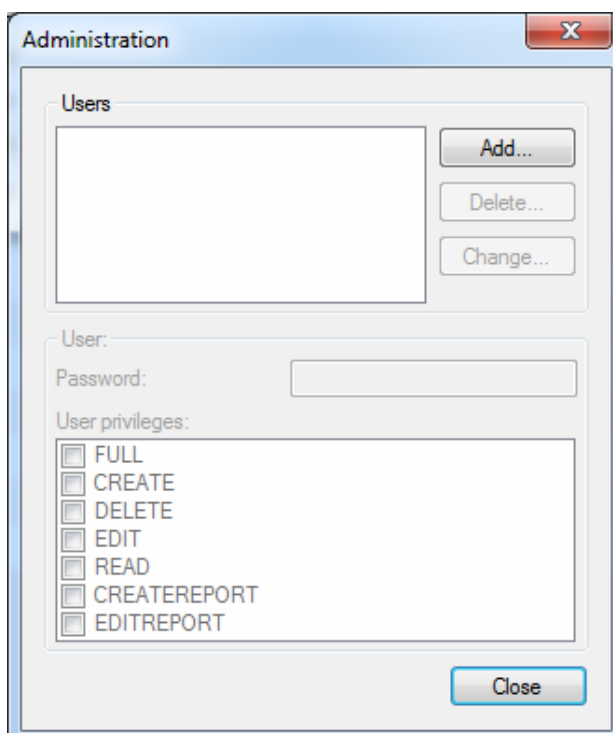 Administration
Users
Add...
Delete...
Change...
User:
Password:
User privileges:
FULL
CREATE
DELETE
EDIT
READ
CREATEREPORT
EDITREPORT
Close